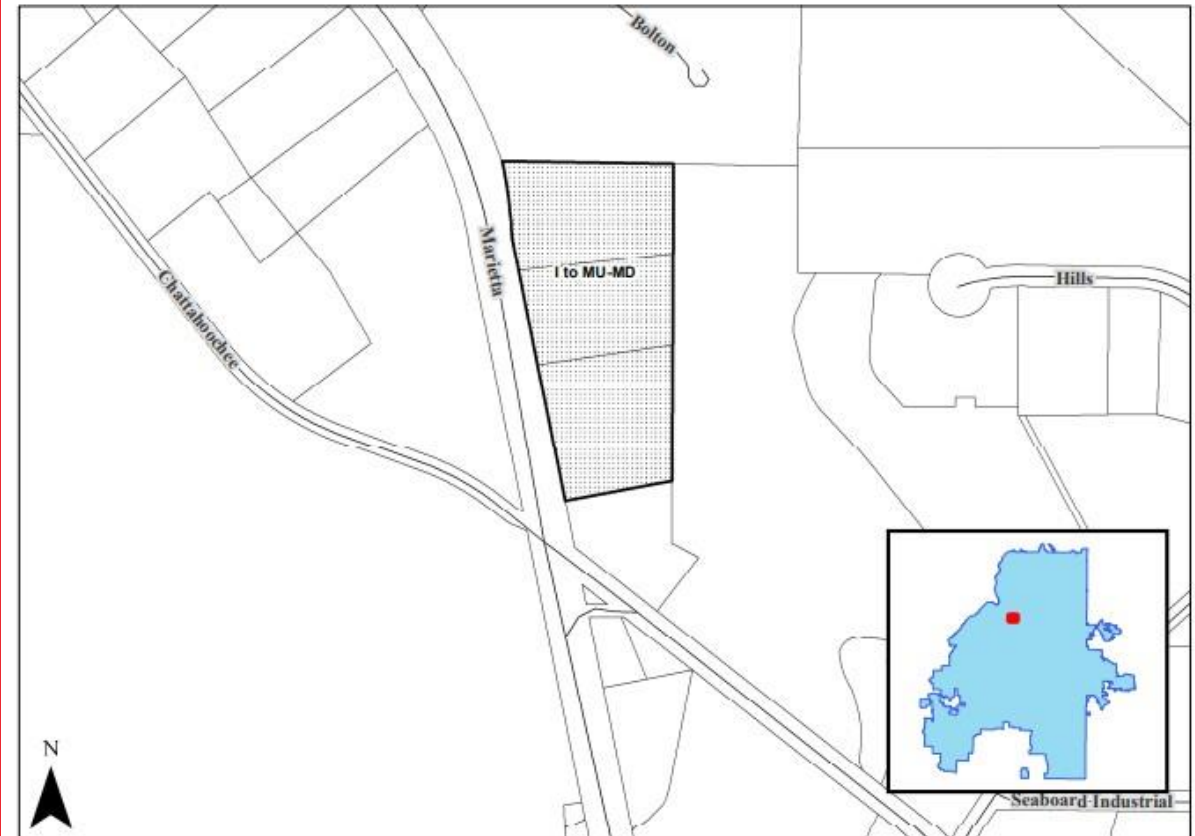 Bolton
Marietta
I to MU-MD
Hills
Chattahoochee
N
Seaboard Industrial